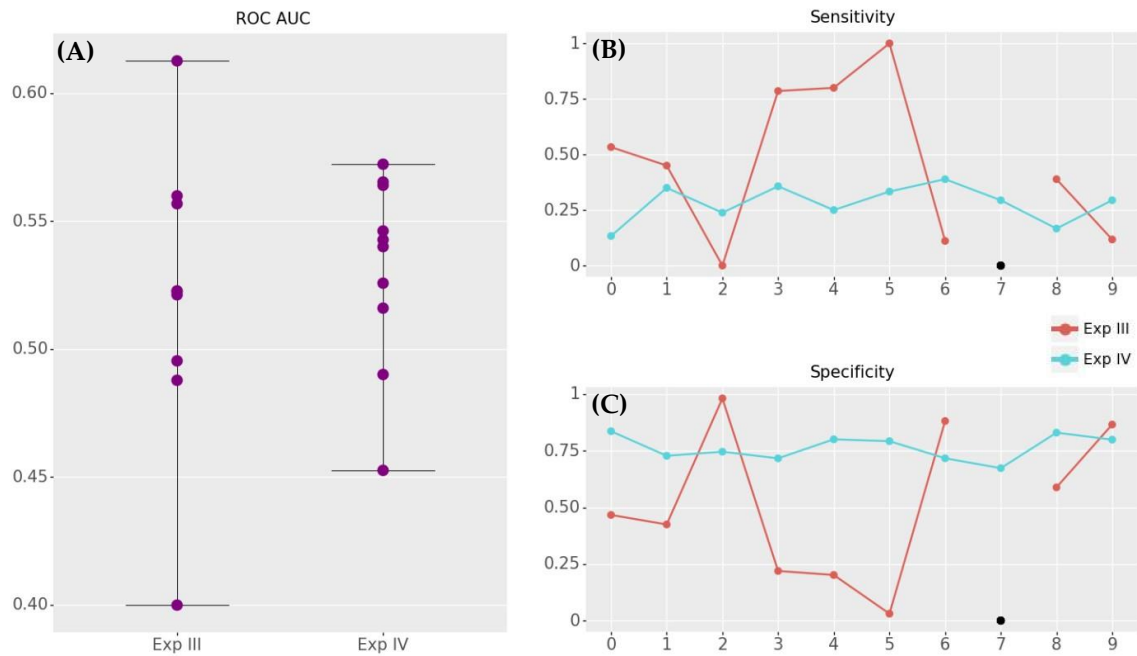 ROC AUC
(A)
0.60
0.55
0.50
0.45
0.40
Exp III
Exp IV
Sensitivity
(B)
1
0.75
0.50
0.25
0
0 1 2 3 4 5 6 7 8 9
Exp III
Exp IV
Specificity
(C)
1
0.75
0.50
0.25
0
0 1 2 3 4 5 6 7 8 9